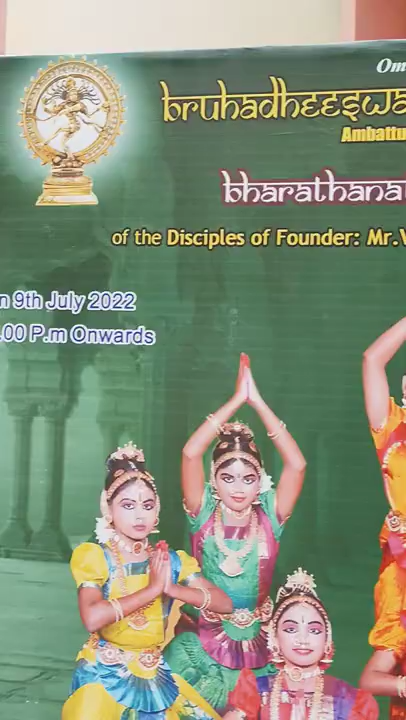 Om
BRUHADHEESWA
Ambattu
BHARATHANA
of the Disciples of Founder: Mr.V
n 9th July 2022
.00 P.m Onwards